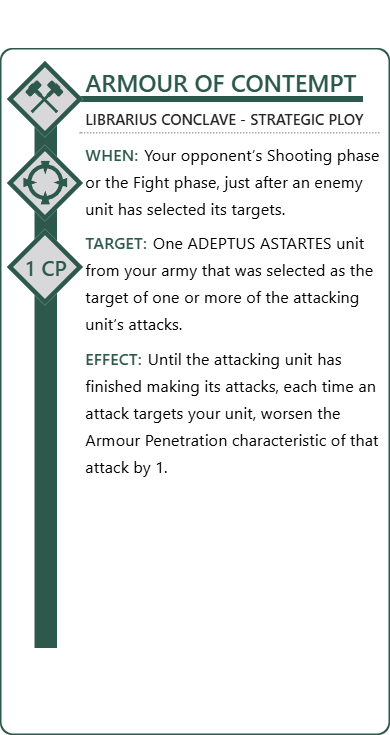 ARMOUR OF CONTEMPT
LIBRARIUS CONCLAVE - STRATEGIC PLOY
WHEN: Your opponent's Shooting phase
or the Fight phase, just after an enemy
unit has selected its targets.
1 CP
TARGET: One ADEPTUS ASTARTES unit
from your army that was selected as the
target of one or more of the attacking
unit's attacks.
EFFECT: Until the attacking unit has
finished making its attacks, each time an
attack targets your unit, worsen the
Armour Penetration characteristic of that
attack by 1.